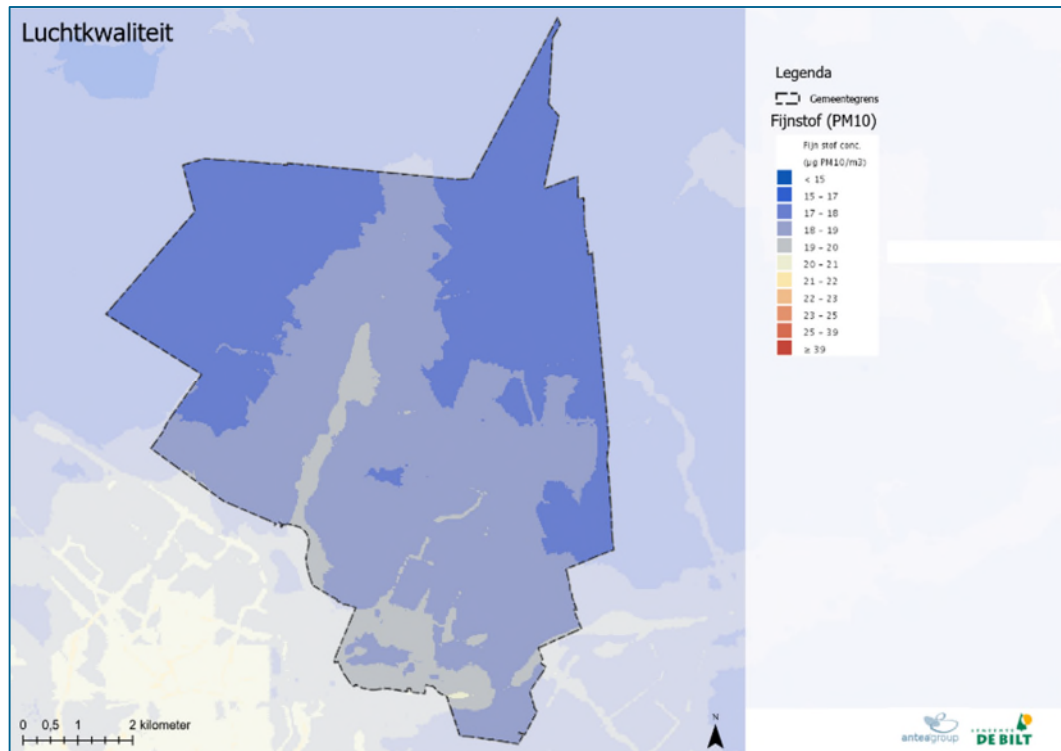 Luchtkwaliteit
Legenda
Gemeentegrens
Fijnstof (PM10)
Fijn stof conc.
(µg PM10/m3)
< 15
15 – 17
17 – 18
18 – 19
19 – 20
20 – 21
21 – 22
22 – 23
23 – 25
25 – 39
≥ 39
0 0,5 1 2 kilometer
N
anteagroup
GEMEENTE
DE BILT